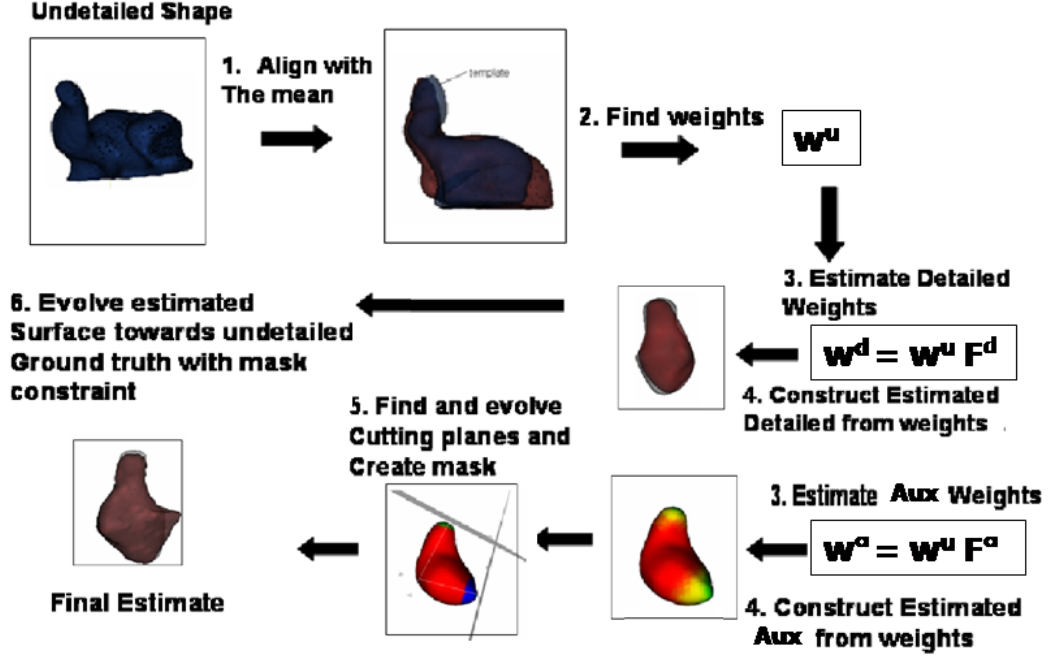 Undetailed Shape
1. Align with
The mean
template
2. Find weights
wᵘ
3. Estimate Detailed
Weights
wᵈ = wᵘ Fᵈ
4. Construct Estimated
Detailed from weights .
6. Evolve estimated
Surface towards undetailed
Ground truth with mask
constraint
5. Find and evolve
Cutting planes and
Create mask
3. Estimate Aux Weights
wᵃ = wᵘ Fᵃ
4. Construct Estimated
Aux from weights
Final Estimate